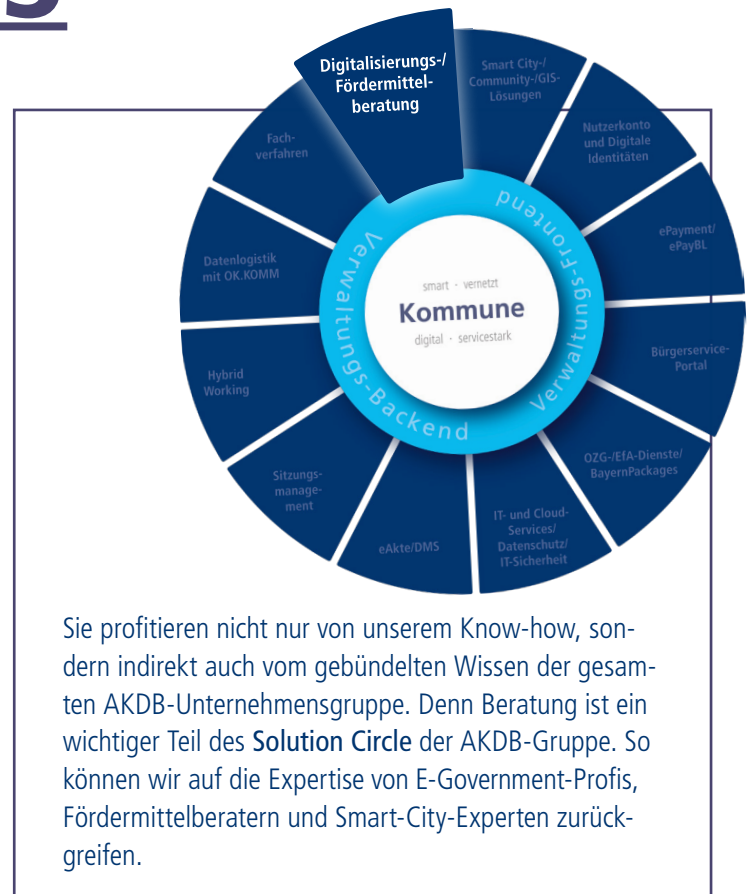 Digitalisierungs-/
Fördermittel-
beratung
Smart City-/
Community-/GIS-
Lösungen
Nutzerkonto
und Digitale
Identitäten
ePayment/
ePayBL
Bürgerservice-
Portal
OZG-/EfA-Dienste/
BayernPackages
IT- und Cloud-
Services/
Datenschutz/
IT-Sicherheit
eAkte/DMS
Sitzungs-
manage-
ment
Hybrid
Working
Datenlogistik
mit OK.KOMM
Fach-
verfahren
Verwaltungs-Frontend
Verwaltungs-Backend
smart · vernetzt
Kommune
digital · servicestark
Sie profitieren nicht nur von unserem Know-how, son-
dern indirekt auch vom gebündelten Wissen der gesam-
ten AKDB-Unternehmensgruppe. Denn Beratung ist ein
wichtiger Teil des Solution Circle der AKDB-Gruppe. So
können wir auf die Expertise von E-Government-Profis,
Fördermittelberatern und Smart-City-Experten zurück-
greifen.